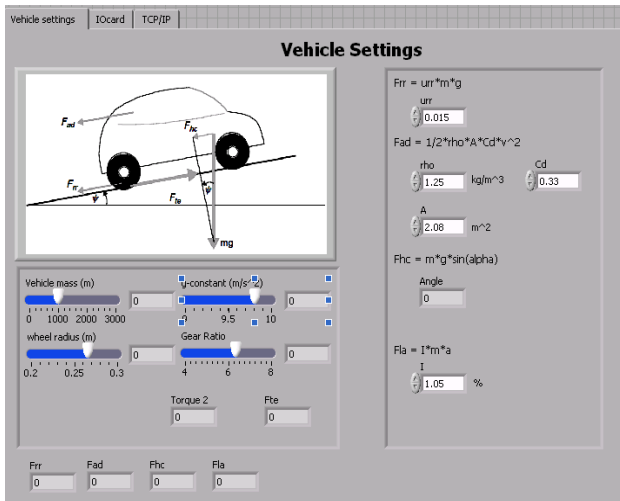 Vehicle settings IOcard TCP/IP
Vehicle Settings
Fad
Fhc
Frr
ψ
Fte
ψ
mg
Frr = urr*m*g
urr
0.015
Fad = 1/2*rho*A*Cd*v^2
rho Cd
1.25 kg/m^3 0.33
A
2.08 m^2
Fhc = m*g*sin(alpha)
Angle
0
Fla = I*m*a
I
1.05 %
Vehicle mass (m) g-constant (m/s^2)
0 0
0 1000 2000 3000 9 9.5 10
wheel radius (m) Gear Ratio
0 0
0.2 0.25 0.3 4 6 8
Torque 2 Fte
0 0
Frr Fad Fhc Fla
0 0 0 0